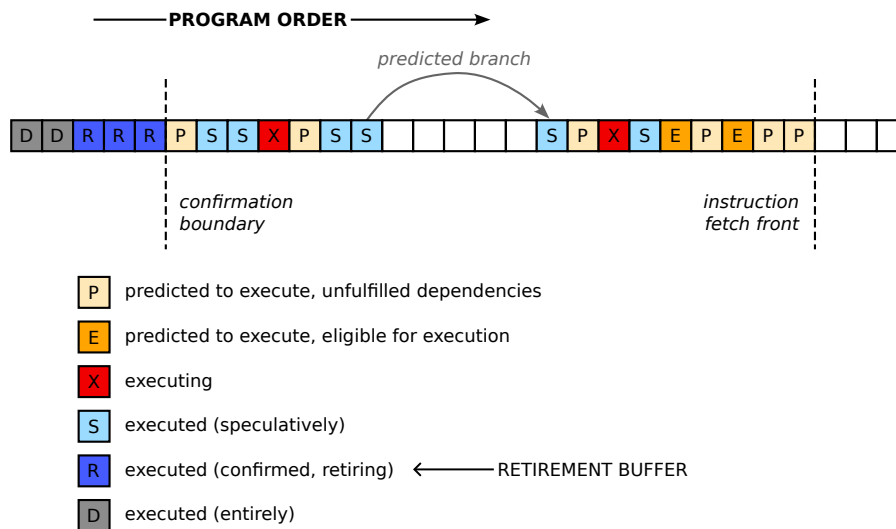 PROGRAM ORDER
predicted branch
D D R R R P S S X P S S S P X S E P E P P
confirmation
boundary
instruction
fetch front
P predicted to execute, unfulfilled dependencies
E predicted to execute, eligible for execution
X executing
S executed (speculatively)
R executed (confirmed, retiring) RETIREMENT BUFFER
D executed (entirely)